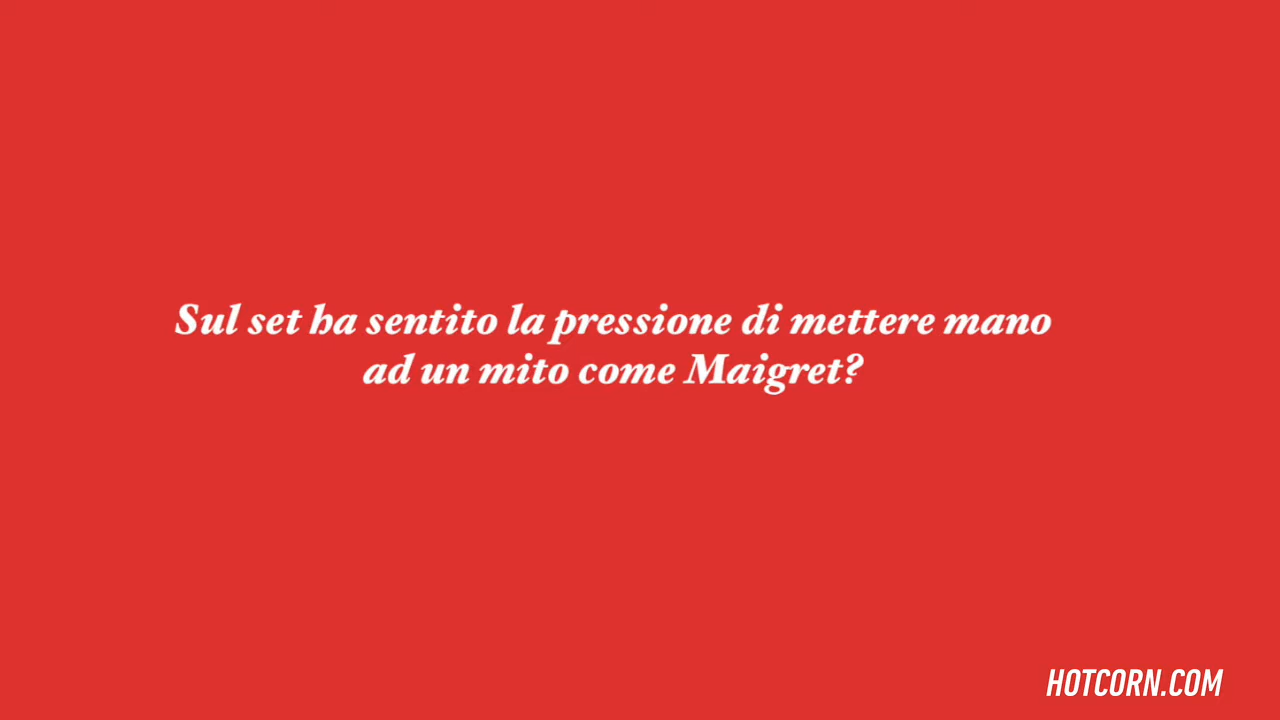 Sul set ha sentito la pressione di mettere mano
ad un mito come Maigret?
HOTCORN.COM